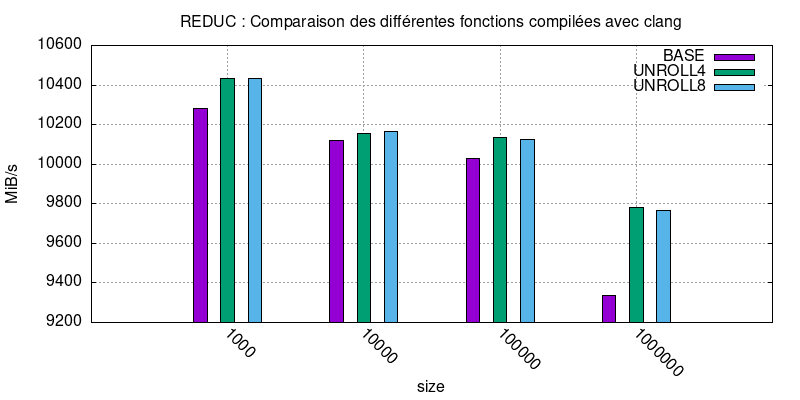 REDUC : Comparaison des différentes fonctions compilées avec clang
10600
10400
10200
10000
9800
9600
9400
9200
MiB/s
BASE
UNROLL4
UNROLL8
1000
10000
100000
1000000
size